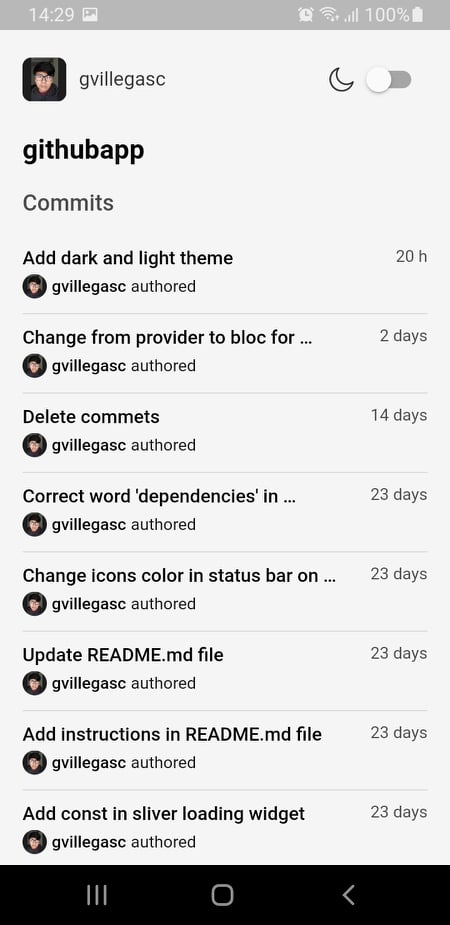 14:29 100%
gvillegasc
githubapp
Commits
Add dark and light theme 20 h
gvillegasc authored
Change from provider to bloc for ... 2 days
gvillegasc authored
Delete commets 14 days
gvillegasc authored
Correct word 'dependencies' in ... 23 days
gvillegasc authored
Change icons color in status bar on ... 23 days
gvillegasc authored
Update README.md file 23 days
gvillegasc authored
Add instructions in README.md file 23 days
gvillegasc authored
Add const in sliver loading widget 23 days
gvillegasc authored